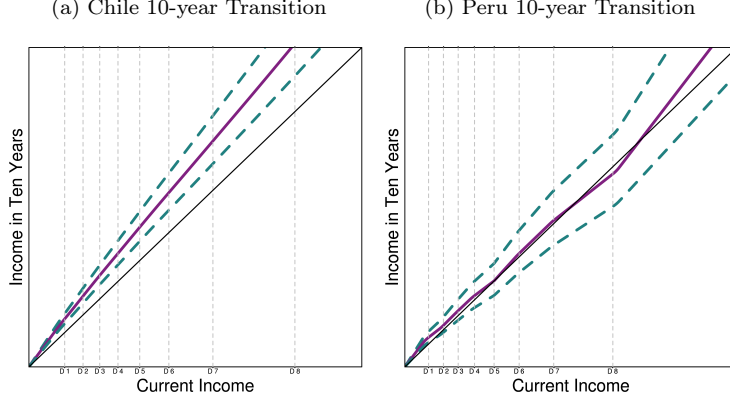 (a) Chile 10-year Transition
(b) Peru 10-year Transition
Income in Ten Years
D1 D2 D3 D4 D5 D6 D7 D8
Current Income
Income in Ten Years
D1 D2 D3 D4 D5 D6 D7 D8
Current Income